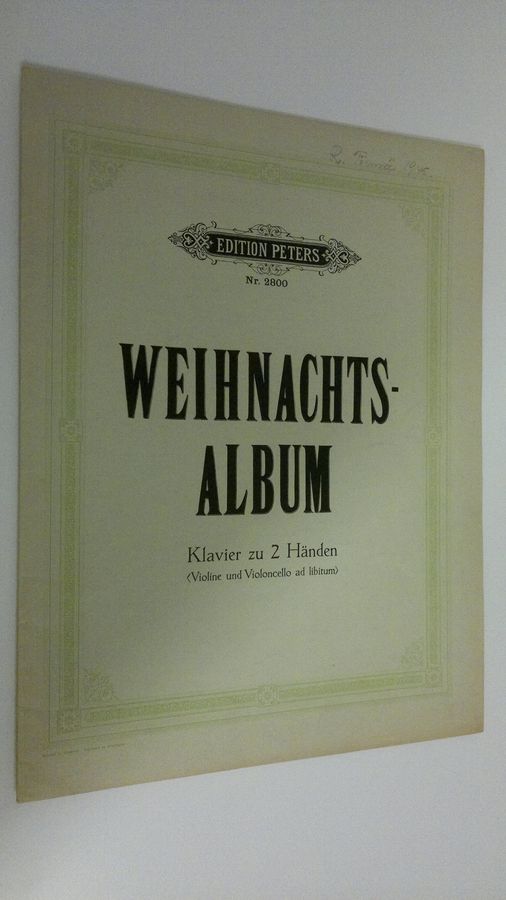 EDITION PETERS
Nr. 2800
WEIHNACHTS-
ALBUM
Klavier zu 2 Händen
(Violine und Violoncello ad libitum)